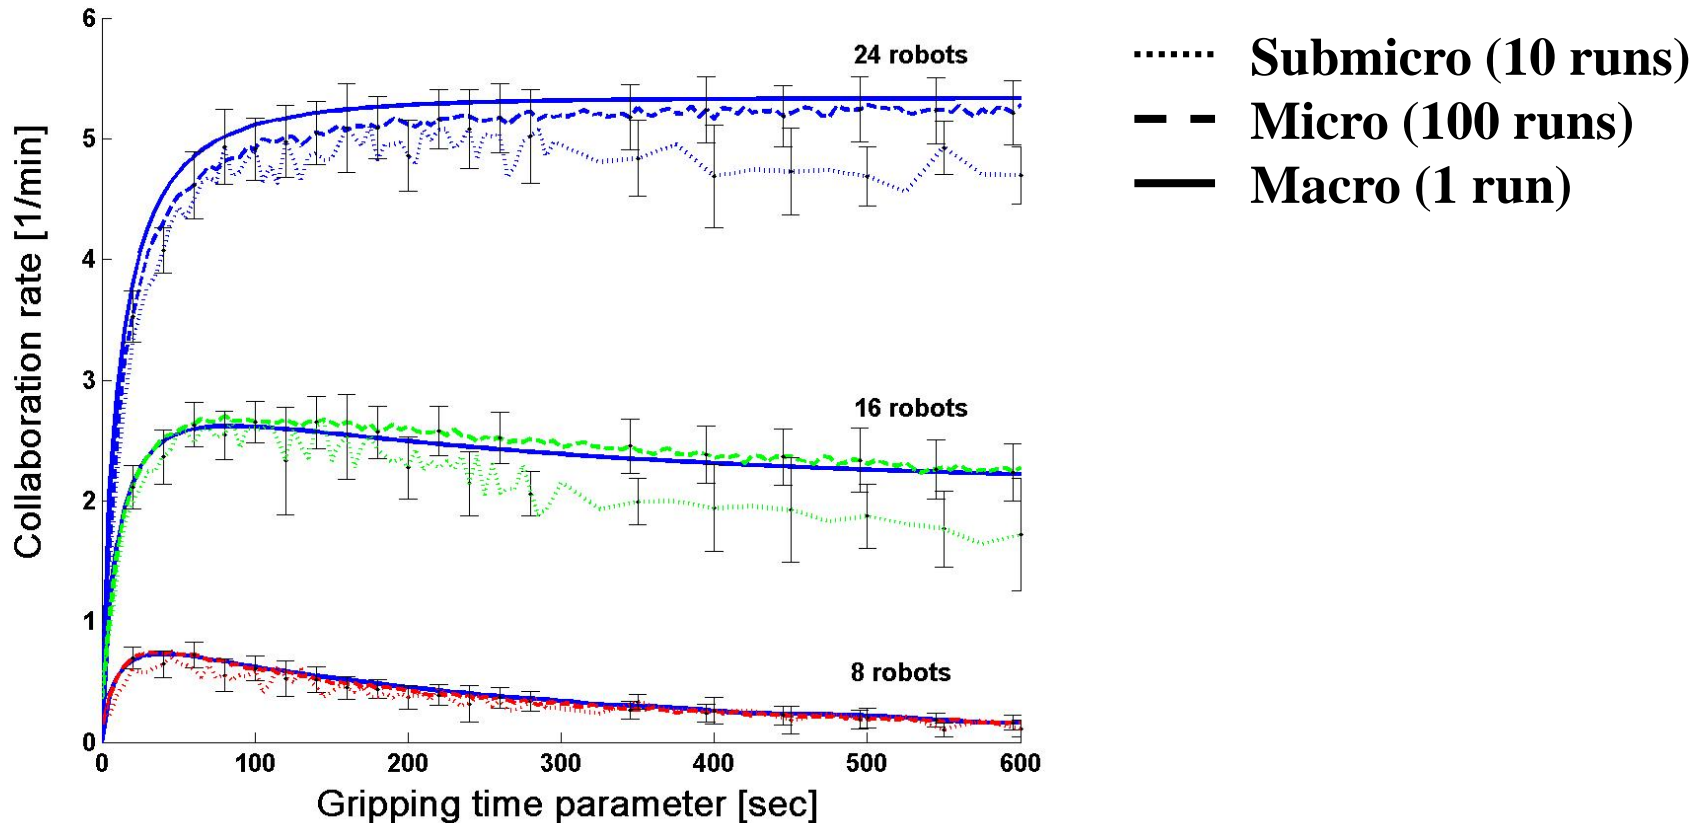 6
5
4
3
2
1
0
Collaboration rate [1/min]
24 robots
16 robots
8 robots
0 100 200 300 400 500 600
Gripping time parameter [sec]
Submicro (10 runs)
Micro (100 runs)
Macro (1 run)